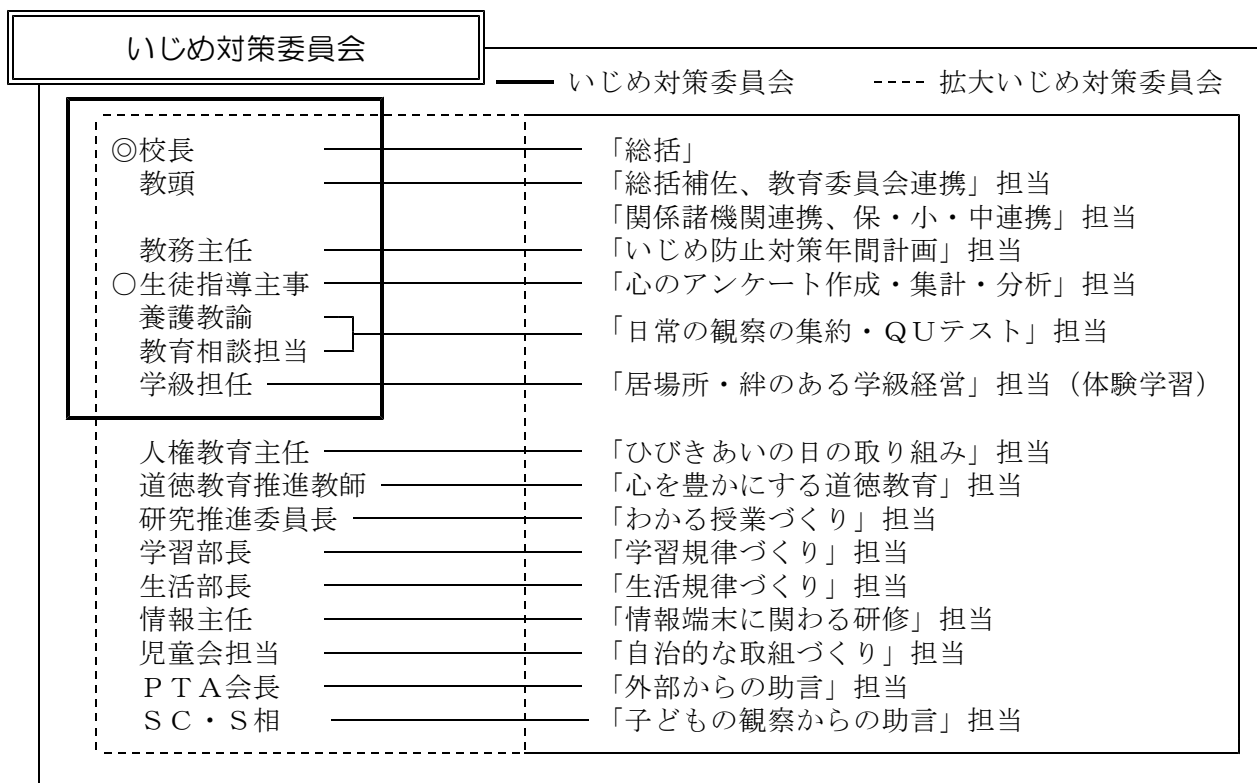 いじめ対策委員会
いじめ対策委員会 ---- 拡大いじめ対策委員会
◎校長 「総括」
教頭 「総括補佐、教育委員会連携」担当
「関係諸機関連携、保・小・中連携」担当
教務主任 「いじめ防止対策年間計画」担当
○生徒指導主事 「心のアンケート作成・集計・分析」担当
養護教諭
「日常の観察の集約・QUテスト」担当
教育相談担当
学級担任 「居場所・絆のある学級経営」担当(体験学習)
人権教育主任 「ひびきあいの日の取り組み」担当
道徳教育推進教師 「心を豊かにする道徳教育」担当
研究推進委員長 「わかる授業づくり」担当
学習部長 「学習規律づくり」担当
生活部長 「生活規律づくり」担当
情報主任 「情報端末に関わる研修」担当
児童会担当 「自治的な取組づくり」担当
PTA会長 「外部からの助言」担当
SC・S相 「子どもの観察からの助言」担当